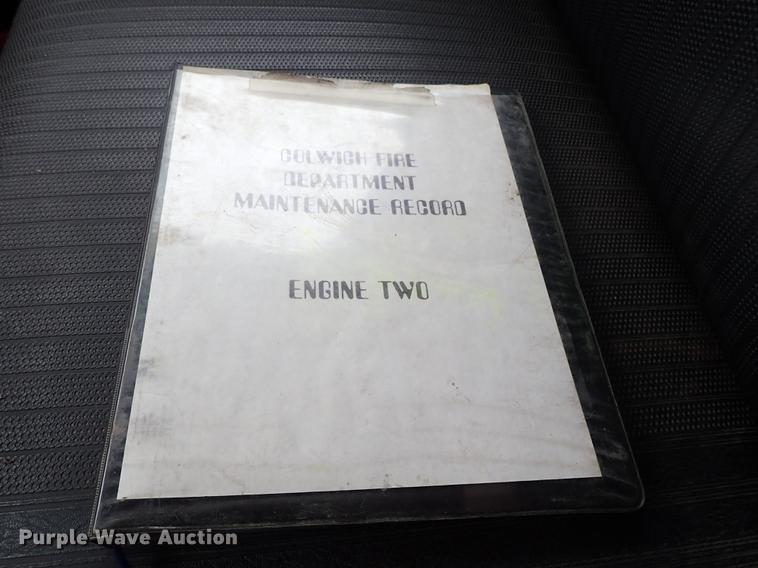 COLWICH FIRE
DEPARTMENT
MAINTENANCE RECORD
ENGINE TWO
Purple Wave Auction